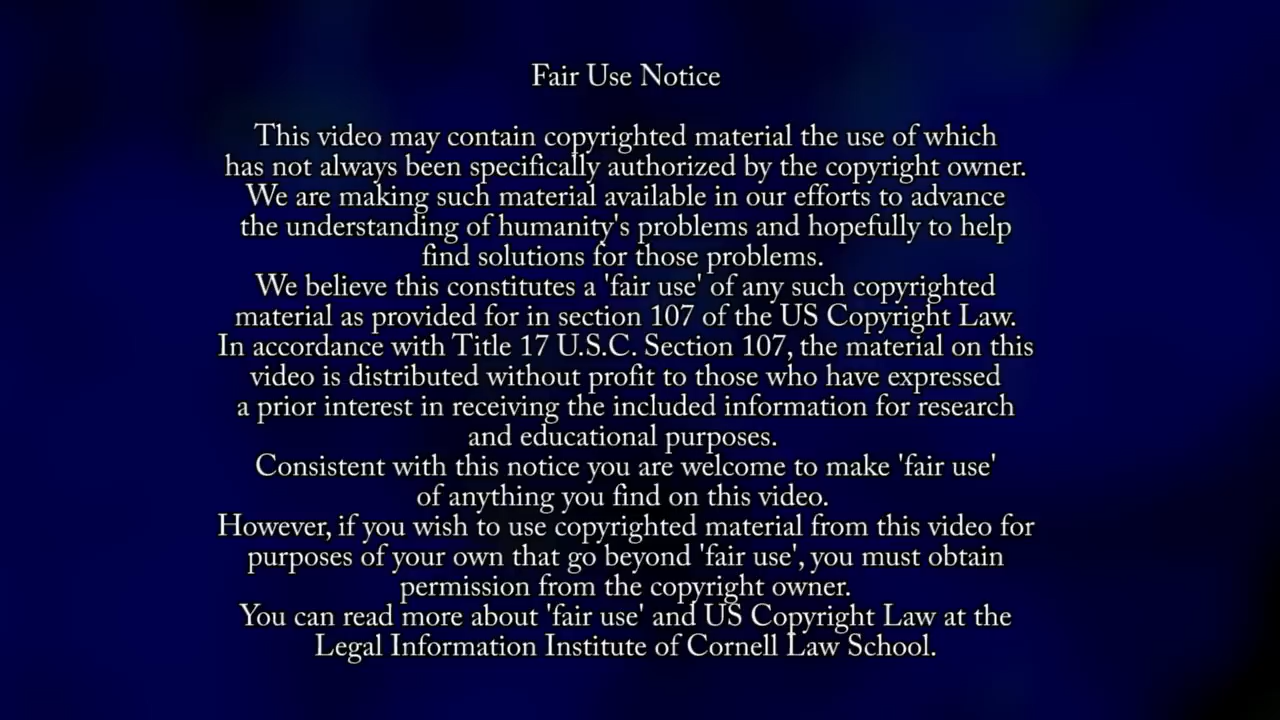 Fair Use Notice
This video may contain copyrighted material the use of which
has not always been specifically authorized by the copyright owner.
We are making such material available in our efforts to advance
the understanding of humanity's problems and hopefully to help
find solutions for those problems.
We believe this constitutes a 'fair use' of any such copyrighted
material as provided for in section 107 of the US Copyright Law.
In accordance with Title 17 U.S.C. Section 107, the material on this
video is distributed without profit to those who have expressed
a prior interest in receiving the included information for research
and educational purposes.
Consistent with this notice you are welcome to make 'fair use'
of anything you find on this video.
However, if you wish to use copyrighted material from this video for
purposes of your own that go beyond 'fair use', you must obtain
permission from the copyright owner.
You can read more about 'fair use' and US Copyright Law at the
Legal Information Institute of Cornell Law School.